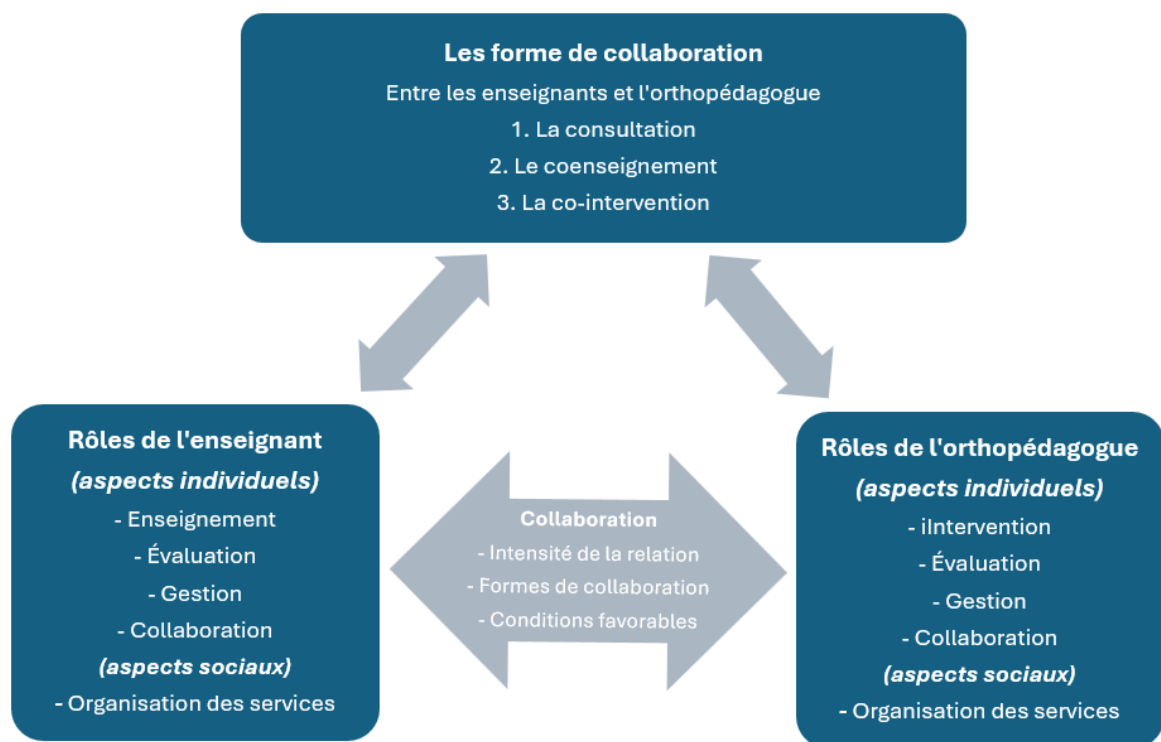 Les forme de collaboration
Entre les enseignants et l'orthopédagogue
1. La consultation
2. Le coenseignement
3. La co-intervention
Rôles de l'enseignant
(aspects individuels)
- Enseignement
- Évaluation
- Gestion
- Collaboration
(aspects sociaux)
- Organisation des services
Collaboration
- Intensité de la relation
- Formes de collaboration
- Conditions favorables
Rôles de l'orthopédagogue
(aspects individuels)
- iIntervention
- Évaluation
- Gestion
- Collaboration
(aspects sociaux)
- Organisation des services